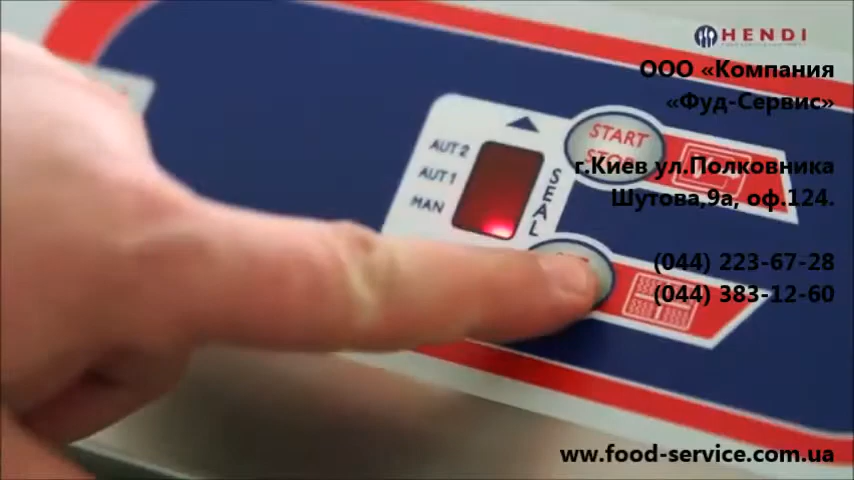 HENDI
ООО «Компания
«Фуд-Сервис»
START
STOP
г.Киев ул.Полковника
Шутова,9а, оф.124.
AUT 2
AUT 1
MAN
SEAL
(044) 223-67-28
(044) 383-12-60
ww.food-service.com.ua